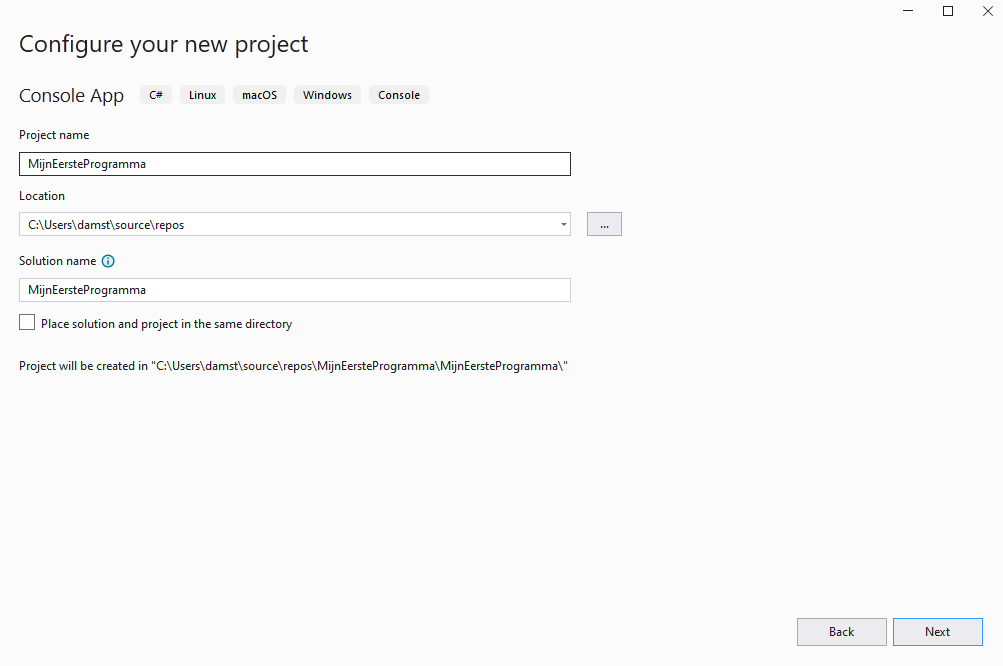 Configure your new project
Console App C# Linux macOS Windows Console
Project name
MijnEersteProgramma
Location
C:\Users\damst\source\repos
...
Solution name
MijnEersteProgramma
Place solution and project in the same directory
Project will be created in "C:\Users\damst\source\repos\MijnEersteProgramma\MijnEersteProgramma\"
Back Next